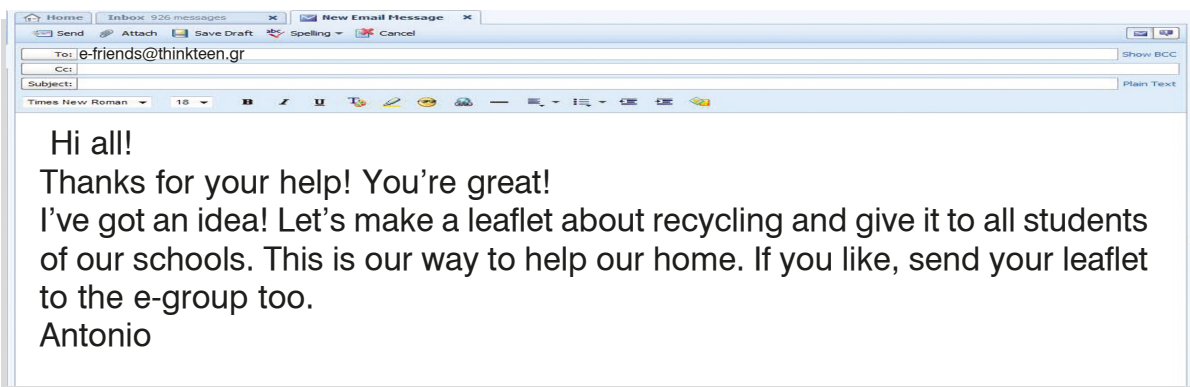 Home Inbox 926 messages × New Email Message ×
Send Attach Save Draft Spelling Cancel
To: e-friends@thinkteen.gr Show BCC
Cc:
Subject: Plain Text
Times New Roman 18 B I U
Hi all!
Thanks for your help! You're great!
I've got an idea! Let's make a leaflet about recycling and give it to all students
of our schools. This is our way to help our home. If you like, send your leaflet
to the e-group too.
Antonio